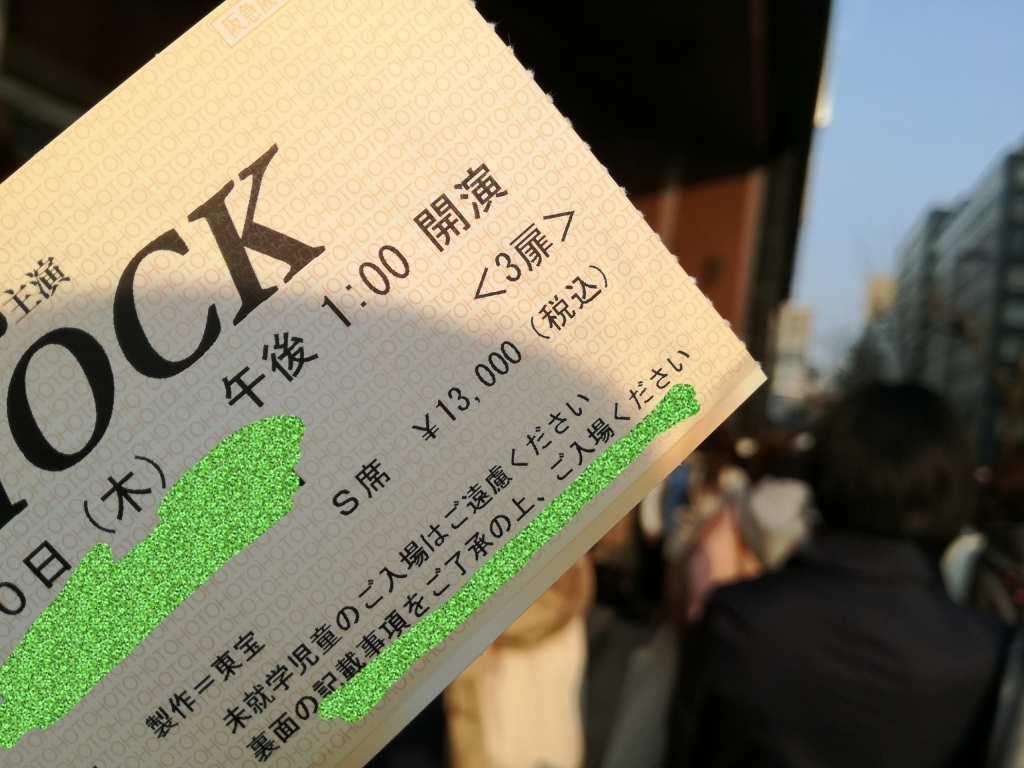 主演
OCK
0日（木） 午後 1:00 開演
＜3扉＞
S席 ￥13,000（税込）
製作＝東宝
未就学児童のご入場はご遠慮ください
裏面の記載事項をご了承の上、ご入場ください